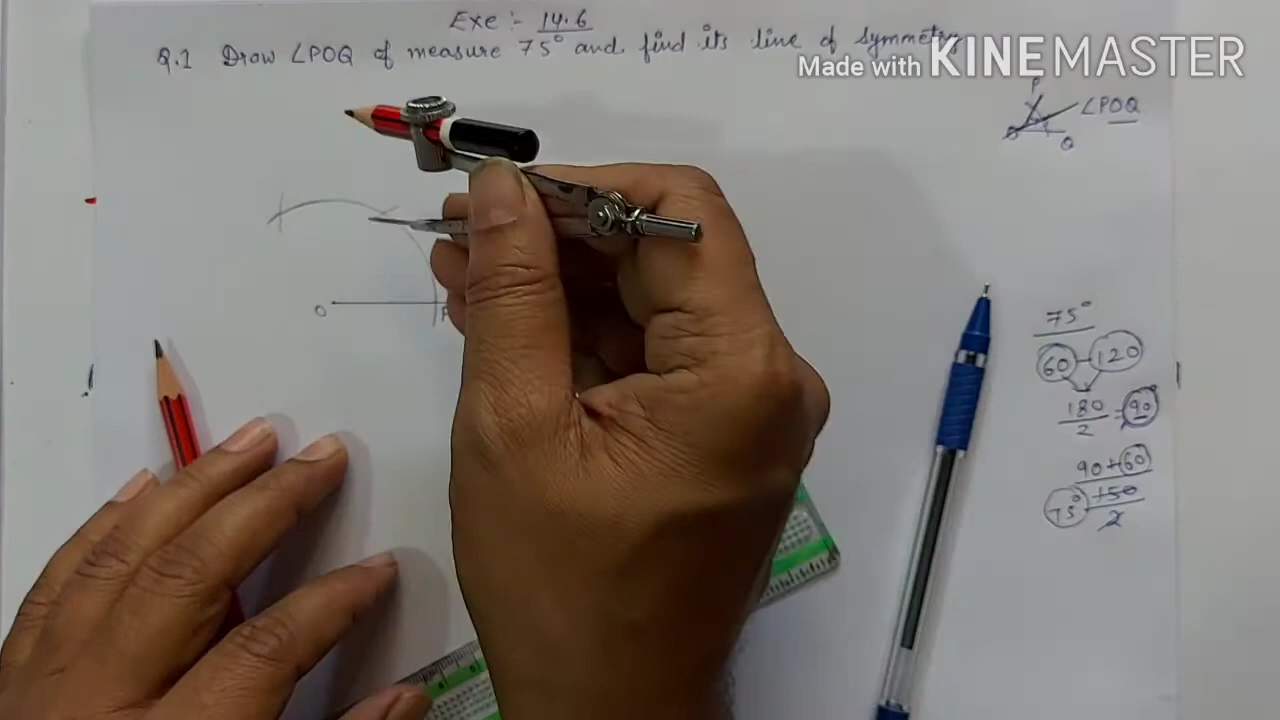 Exe :- 14.6
Q.1 Draw ∠POQ of measure 75° and find its line of symmetry
Made with KINEMASTER
P
∠POQ
O
Q
O
P
75°
60 - 120
180/2 = 90
90 + 60
75° 150/2